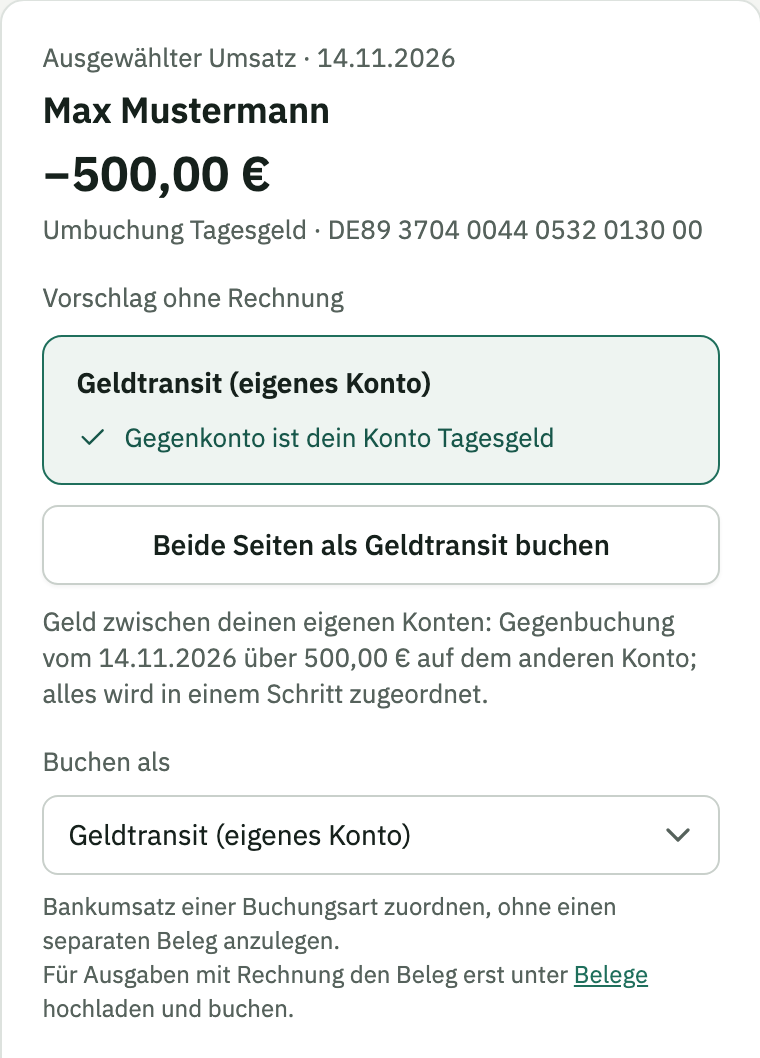 Ausgewählter Umsatz · 14.11.2026
Max Mustermann
−500,00 €
Umbuchung Tagesgeld · DE89 3704 0044 0532 0130 00
Vorschlag ohne Rechnung
Geldtransit (eigenes Konto)
Gegenkonto ist dein Konto Tagesgeld
Beide Seiten als Geldtransit buchen
Geld zwischen deinen eigenen Konten: Gegenbuchung
vom 14.11.2026 über 500,00 € auf dem anderen Konto;
alles wird in einem Schritt zugeordnet.
Buchen als
Geldtransit (eigenes Konto)
Bankumsatz einer Buchungsart zuordnen, ohne einen
separaten Beleg anzulegen.
Für Ausgaben mit Rechnung den Beleg erst unter Belege
hochladen und buchen.